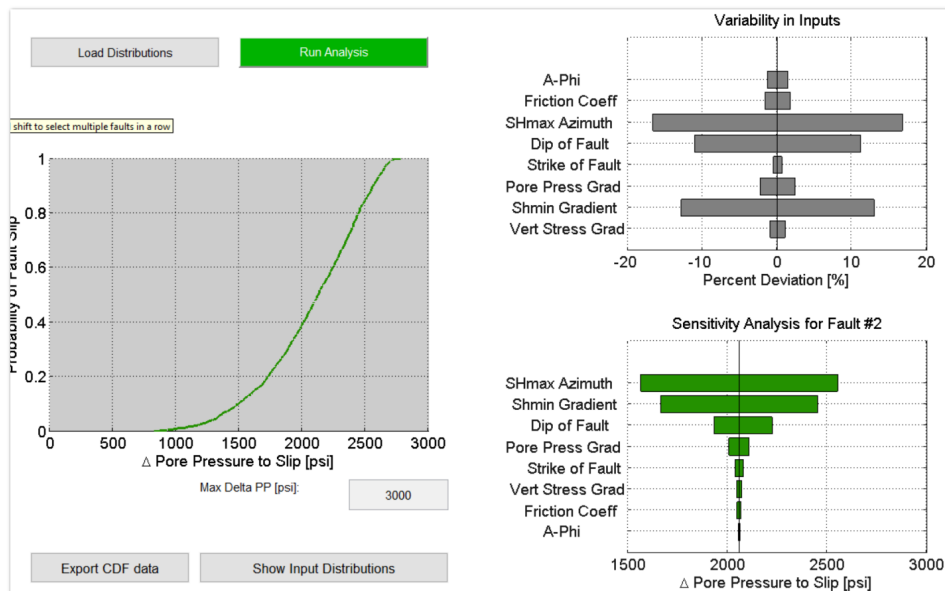 Load Distributions
Run Analysis
shift to select multiple faults in a row
1
0.8
0.6
0.4
0.2
0
Probability of Fault Slip
0 500 1000 1500 2000 2500 3000
Δ Pore Pressure to Slip [psi]
Max Delta PP [psi]:
3000
Export CDF data
Show Input Distributions
Variability in Inputs
A-Phi
Friction Coeff
SHmax Azimuth
Dip of Fault
Strike of Fault
Pore Press Grad
Shmin Gradient
Vert Stress Grad
-20 -10 0 10 20
Percent Deviation [%]
Sensitivity Analysis for Fault #2
SHmax Azimuth
Shmin Gradient
Dip of Fault
Pore Press Grad
Strike of Fault
Vert Stress Grad
Friction Coeff
A-Phi
1500 2000 2500 3000
Δ Pore Pressure to Slip [psi]